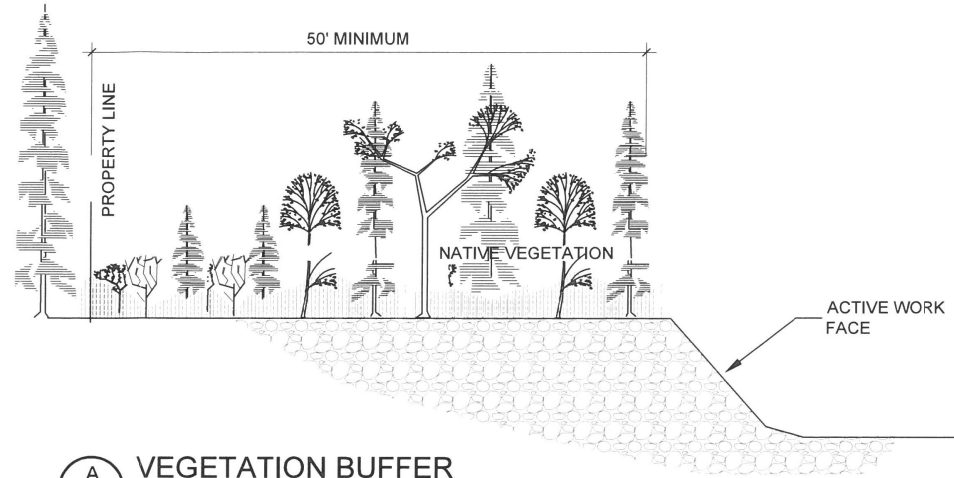 50' MINIMUM
PROPERTY LINE
NATIVE VEGETATION
ACTIVE WORK
FACE
A
VEGETATION BUFFER